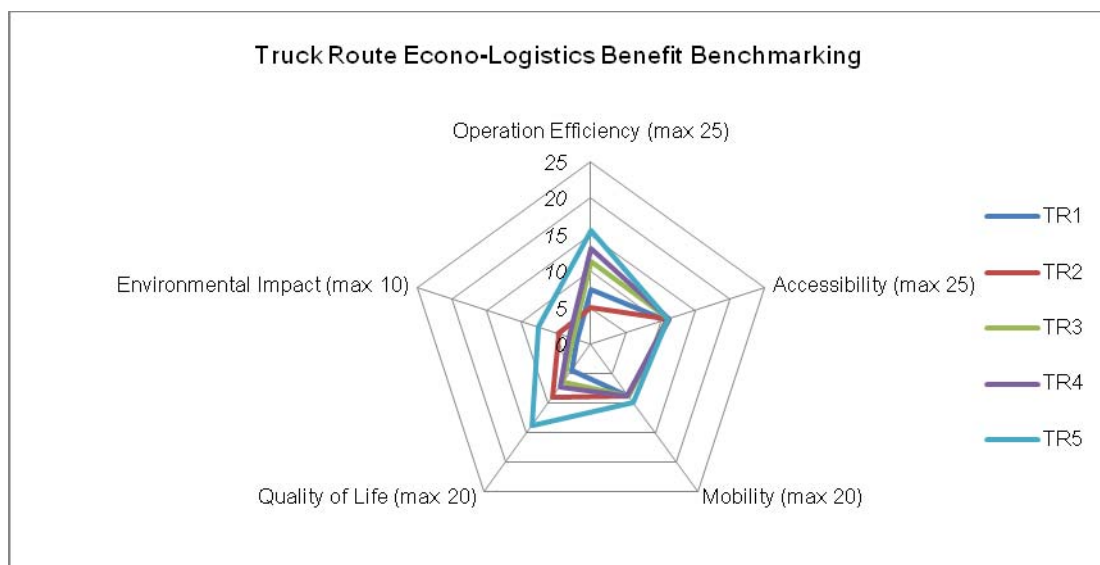 Truck Route Econo-Logistics Benefit Benchmarking
Operation Efficiency (max 25)
25
20
15
10
5
0
Environmental Impact (max 10)
Accessibility (max 25)
Quality of Life (max 20)
Mobility (max 20)
TR1
TR2
TR3
TR4
TR5